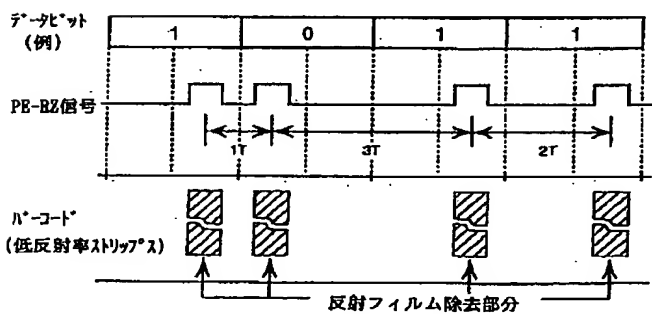 データビット
(例)
1 0 1 1
PE-RZ信号
1T 3T 2T
バーコード
(低反射率ストリップス)
反射フィルム除去部分